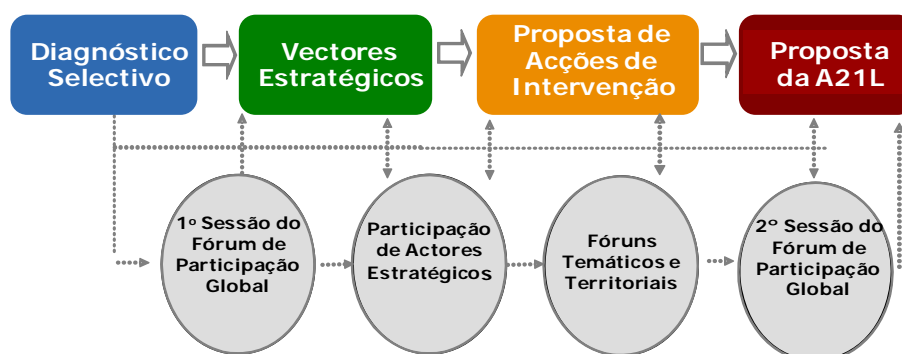 Diagnóstico
Selectivo
Vectores
Estratégicos
Proposta de
Acções de
Intervenção
Proposta
da A21L
1º Sessão do
Fórum de
Participação
Global
Participação
de Actores
Estratégicos
Fóruns
Temáticos e
Territoriais
2º Sessão do
Fórum de
Participação
Global